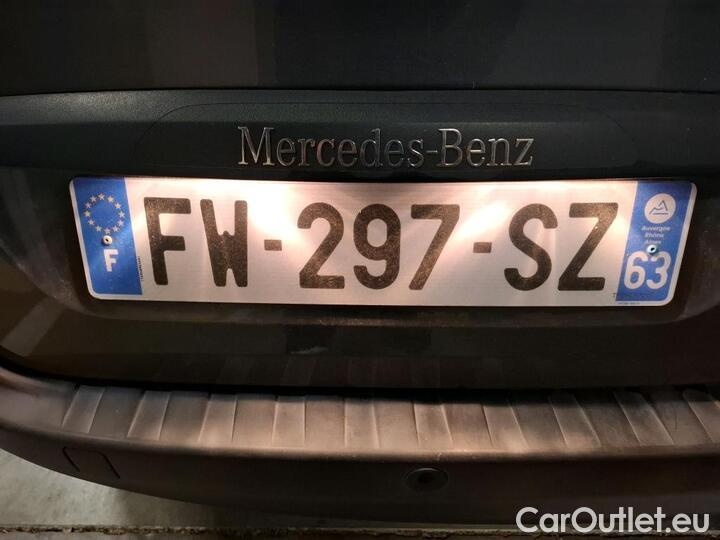 Mercedes-Benz
FW-297-SZ
F
Auvergne
Rhône
Alpes
63
CarOutlet.eu